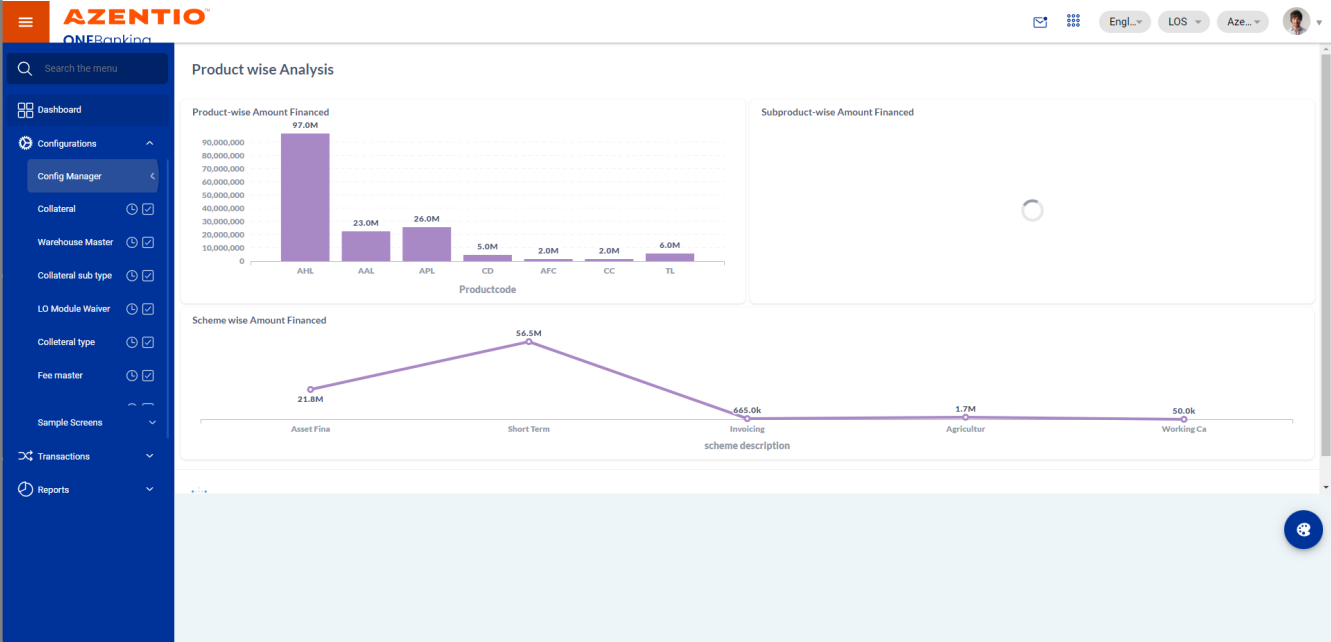 AZENTIO™
ONEBanking
Engl...
LOS
Aze...
Search the menu
Dashboard
Configurations
Config Manager
Collateral
Warehouse Master
Collateral sub type
LO Module Waiver
Colleteral type
Fee master
Sample Screens
Transactions
Reports
Product wise Analysis
Product-wise Amount Financed
97.0M
90,000,000
80,000,000
70,000,000
60,000,000
50,000,000
40,000,000
30,000,000
20,000,000
10,000,000
0
23.0M
26.0M
5.0M
2.0M
2.0M
6.0M
AHL
AAL
APL
CD
AFC
CC
TL
Productcode
Subproduct-wise Amount Financed
Scheme wise Amount Financed
21.8M
56.5M
665.0k
1.7M
50.0k
Asset Fina
Short Term
Invoicing
Agricultur
Working Ca
scheme description